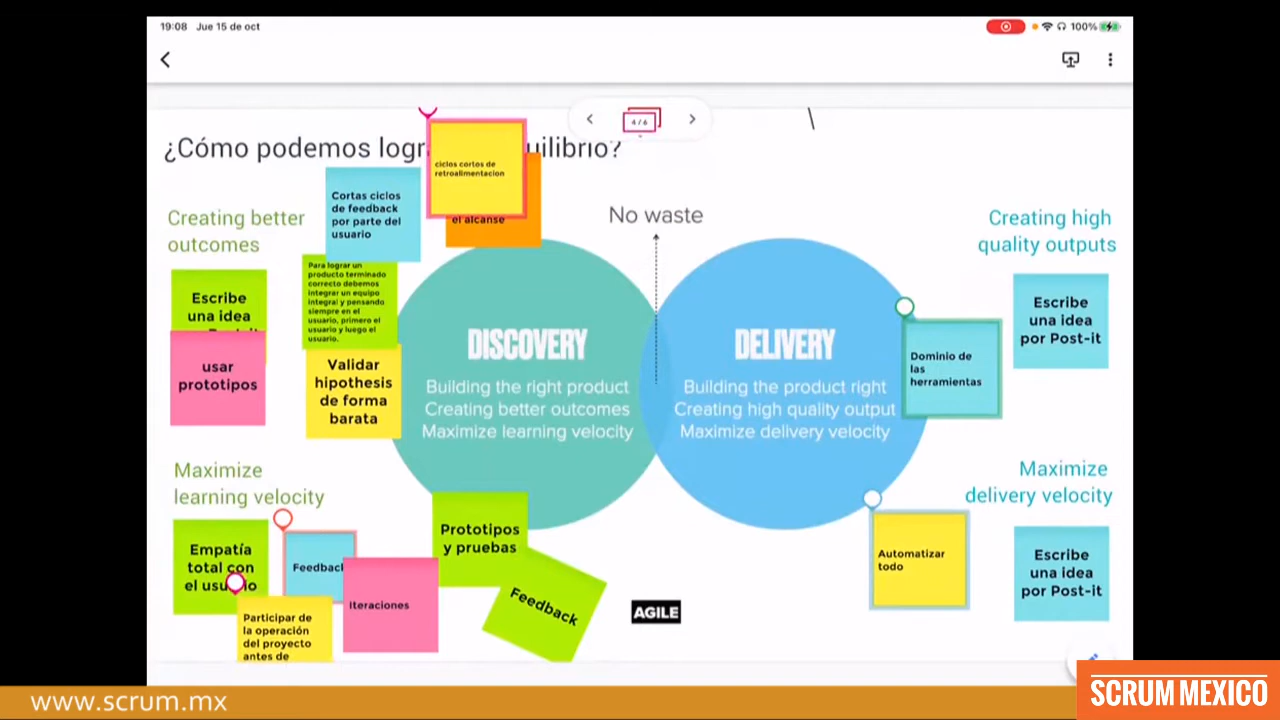 19:08 Jue 15 de oct
100%
4 / 6
¿Cómo podemos logr
uilibrio?
ciclos cortos de
retroalimentacion
el alcanse
Cortas ciclos
de feedback
por parte del
usuario
Creating better
outcomes
No waste
Creating high
quality outputs
Para lograr un
producto terminado
correcto debemos
integrar un equipo
integral y pensando
siempre en el
usuario, primero el
usuario y luego el
usuario.
Escribe
una idea
usar
prototipos
Validar
hipothesis
de forma
barata
DISCOVERY
Building the right product
Creating better outcomes
Maximize learning velocity
DELIVERY
Building the product right
Creating high quality output
Maximize delivery velocity
Dominio de
las
herramientas
Escribe
una idea
por Post-it
Maximize
learning velocity
Maximize
delivery velocity
Empatía
total con
el usuario
Feedback
Iteraciones
Participar de
la operación
del proyecto
antes de
Prototipos
y pruebas
Feedback
AGILE
Automatizar
todo
Escribe
una idea
por Post-it
www.scrum.mx
SCRUM MEXICO